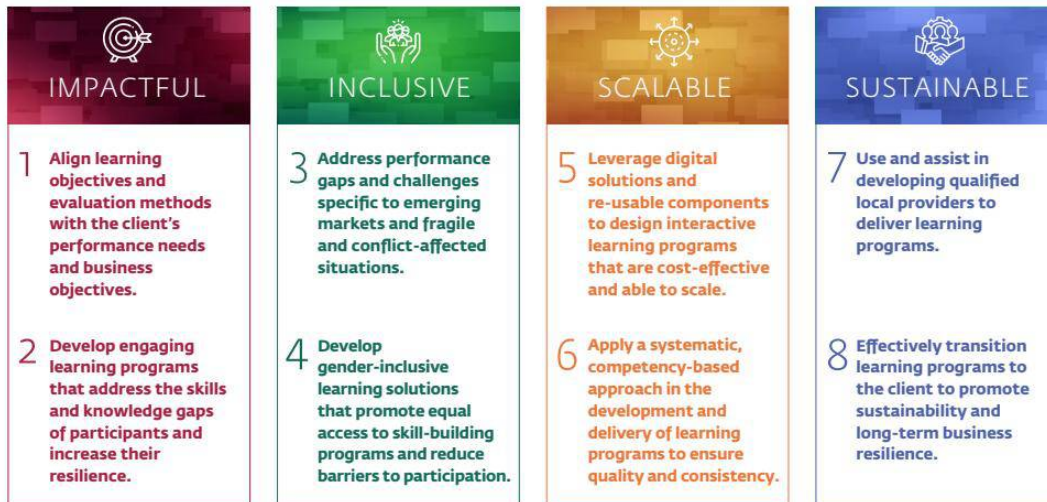 IMPACTFUL
1 Align learning
objectives and
evaluation methods
with the client's
performance needs
and business
objectives.
2 Develop engaging
learning programs
that address the skills
and knowledge gaps
of participants and
increase their
resilience.
INCLUSIVE
3 Address performance
gaps and challenges
specific to emerging
markets and fragile
and conflict-affected
situations.
4 Develop
gender-inclusive
learning solutions
that promote equal
access to skill-building
programs and reduce
barriers to participation.
SCALABLE
5 Leverage digital
solutions and
re-usable components
to design interactive
learning programs
that are cost-effective
and able to scale.
6 Apply a systematic,
competency-based
approach in the
development and
delivery of learning
programs to ensure
quality and consistency.
SUSTAINABLE
7 Use and assist in
developing qualified
local providers to
deliver learning
programs.
8 Effectively transition
learning programs to
the client to promote
sustainability and
long-term business
resilience.